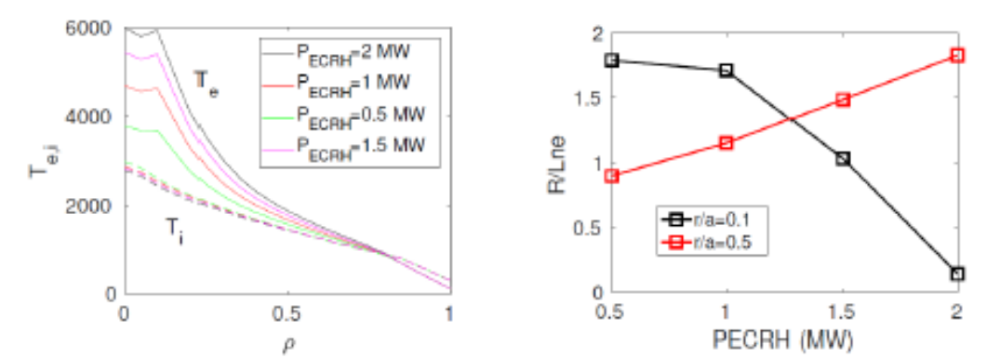 6000
4000
2000
0
T_e,i
T_e
T_i
P_ECRH=2 MW
P_ECRH=1 MW
P_ECRH=0.5 MW
P_ECRH=1.5 MW
0 0.5 1
ρ
2
1.5
1
0.5
0
R/Lne
r/a=0.1
r/a=0.5
0.5 1 1.5 2
PECRH (MW)